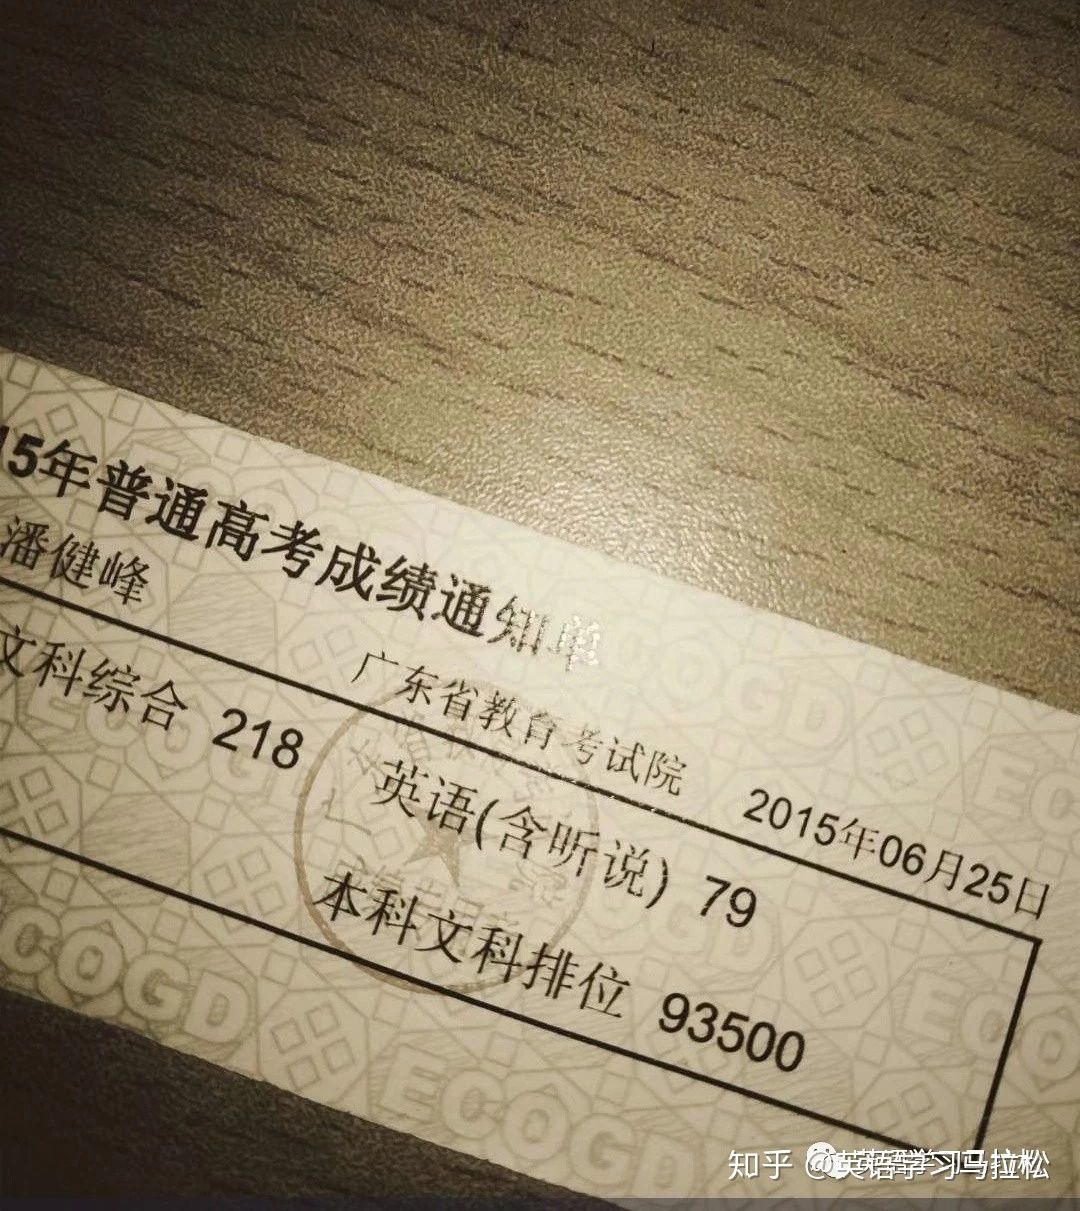 15年普通高考成绩通知单
潘健峰
广东省教育考试院 2015年06月25日
文科综合 218 英语(含听说) 79
本科文科排位 93500
ECOGD
ECOGD
ECOGD
知乎 @英语学习马拉松